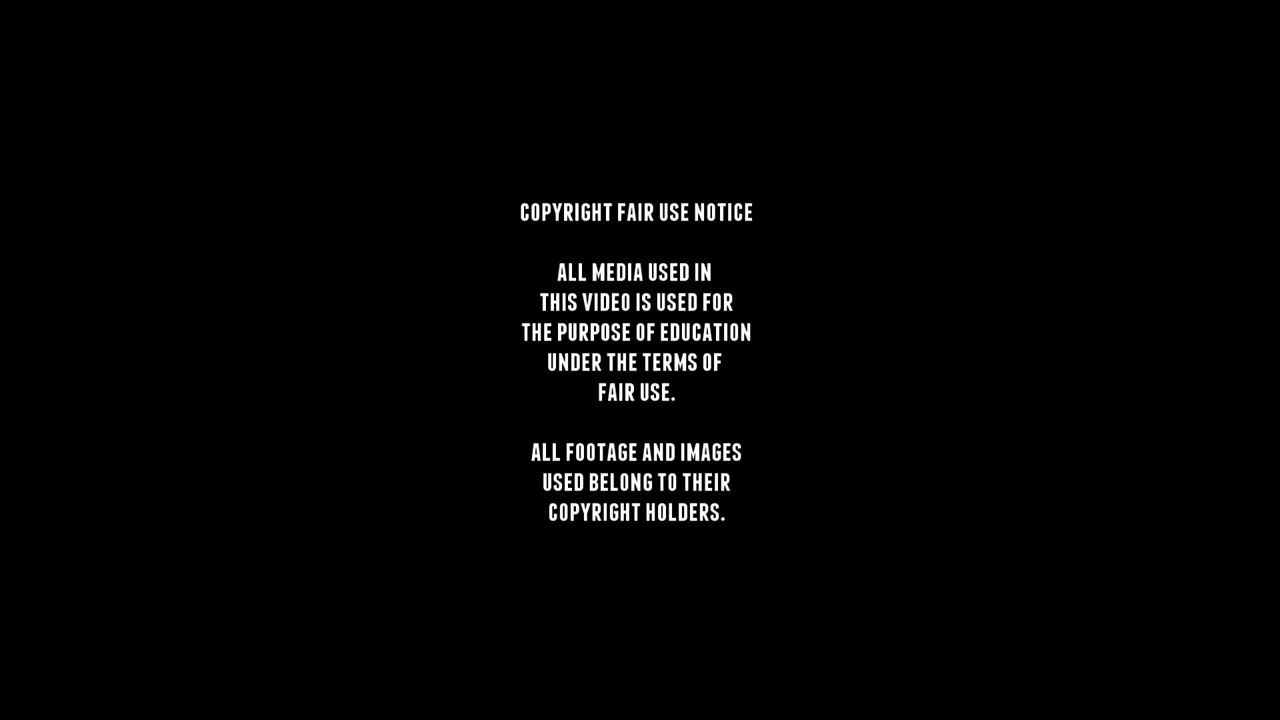 COPYRIGHT FAIR USE NOTICE
ALL MEDIA USED IN
THIS VIDEO IS USED FOR
THE PURPOSE OF EDUCATION
UNDER THE TERMS OF
FAIR USE.
ALL FOOTAGE AND IMAGES
USED BELONG TO THEIR
COPYRIGHT HOLDERS.